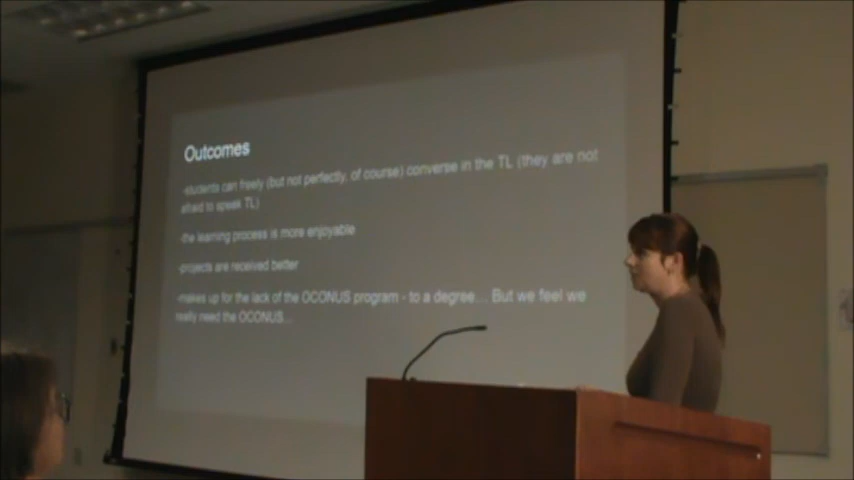 Outcomes
-students can freely (but not perfectly, of course) converse in the TL (they are not
afraid to speak TL)
-the learning process is more enjoyable
-projects are received better
-makes up for the lack of the OCONUS program - to a degree... But we feel we
really need the OCONUS...